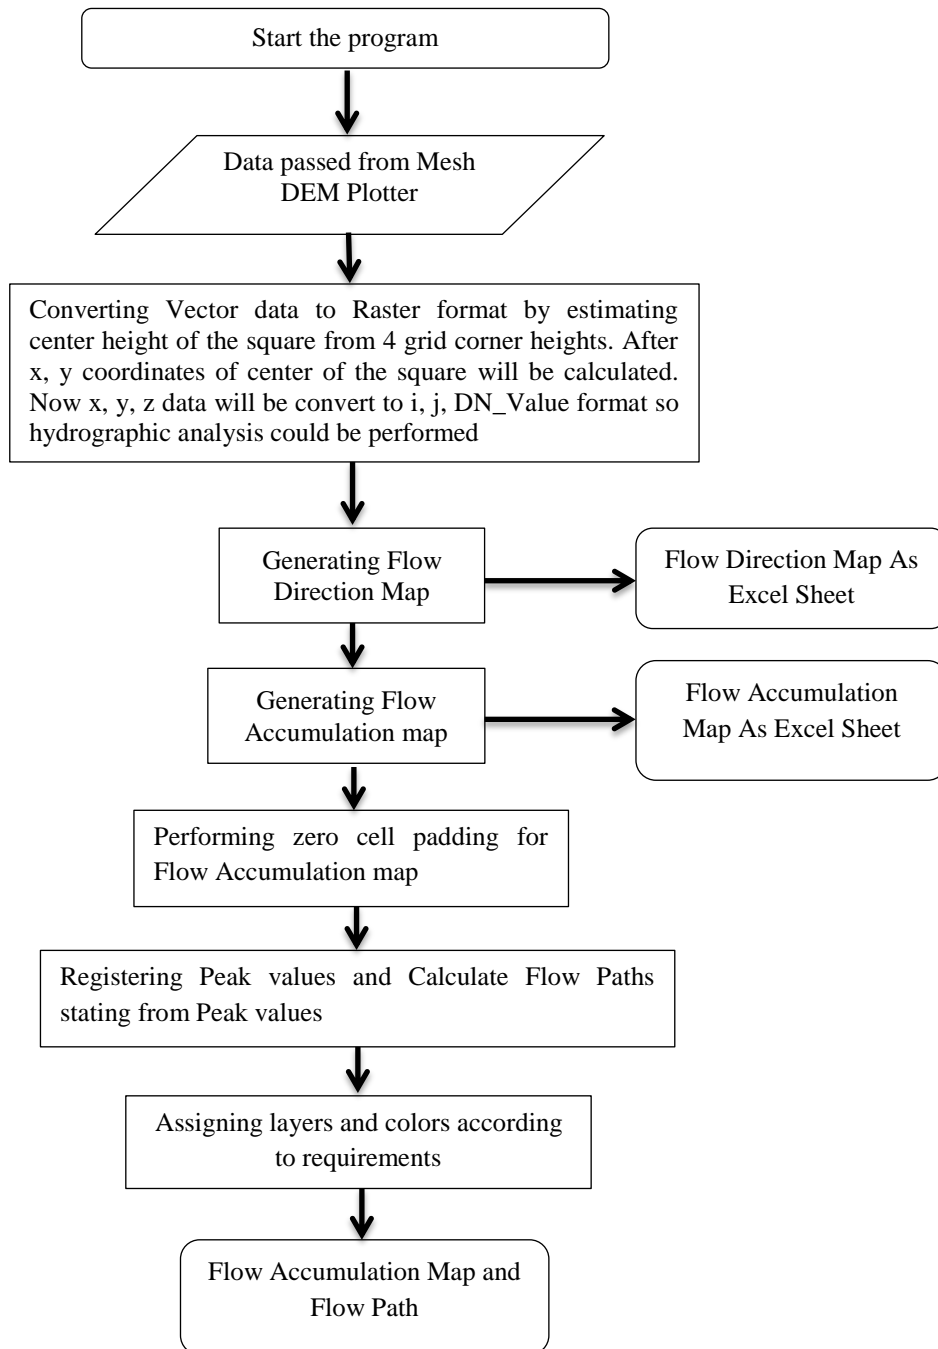 Start the program
Data passed from Mesh
DEM Plotter
Converting Vector data to Raster format by estimating
center height of the square from 4 grid corner heights. After
x, y coordinates of center of the square will be calculated.
Now x, y, z data will be convert to i, j, DN_Value format so
hydrographic analysis could be performed
Generating Flow
Direction Map
Flow Direction Map As
Excel Sheet
Generating Flow
Accumulation map
Flow Accumulation
Map As Excel Sheet
Performing zero cell padding for
Flow Accumulation map
Registering Peak values and Calculate Flow Paths
stating from Peak values
Assigning layers and colors according
to requirements
Flow Accumulation Map and
Flow Path